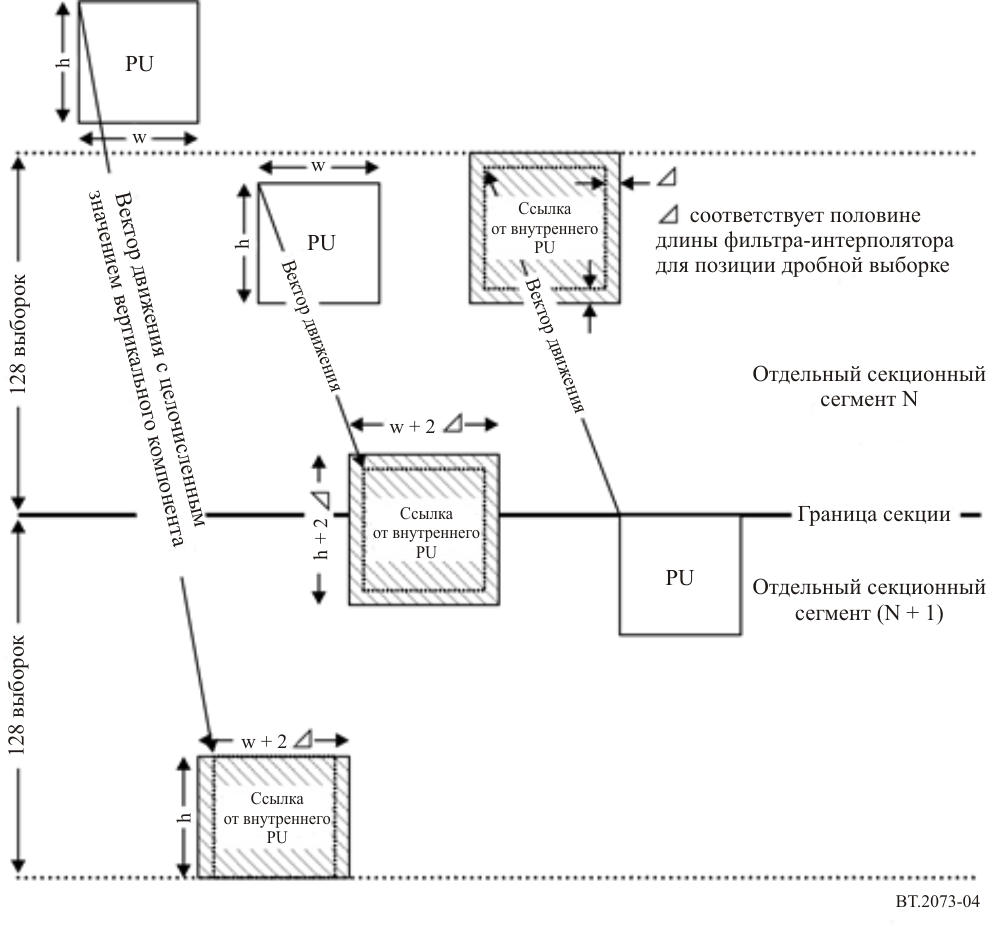 h
PU
w
128 выборок
Вектор движения с целочисленным
значением вертикального компонента
w
h
PU
Вектор движения
Ссылка
от внутреннего
PU
⊿
⊿ соответствует половине
длины фильтра-интерполятора
для позиции дробной выборке
Вектор движения
Отдельный секционный
сегмент N
w + 2 ⊿
h + 2 ⊿
Ссылка
от внутреннего
PU
Граница секции
PU
Отдельный секционный
сегмент (N + 1)
128 выборок
w + 2 ⊿
h
Ссылка
от внутреннего
PU
BT.2073-04